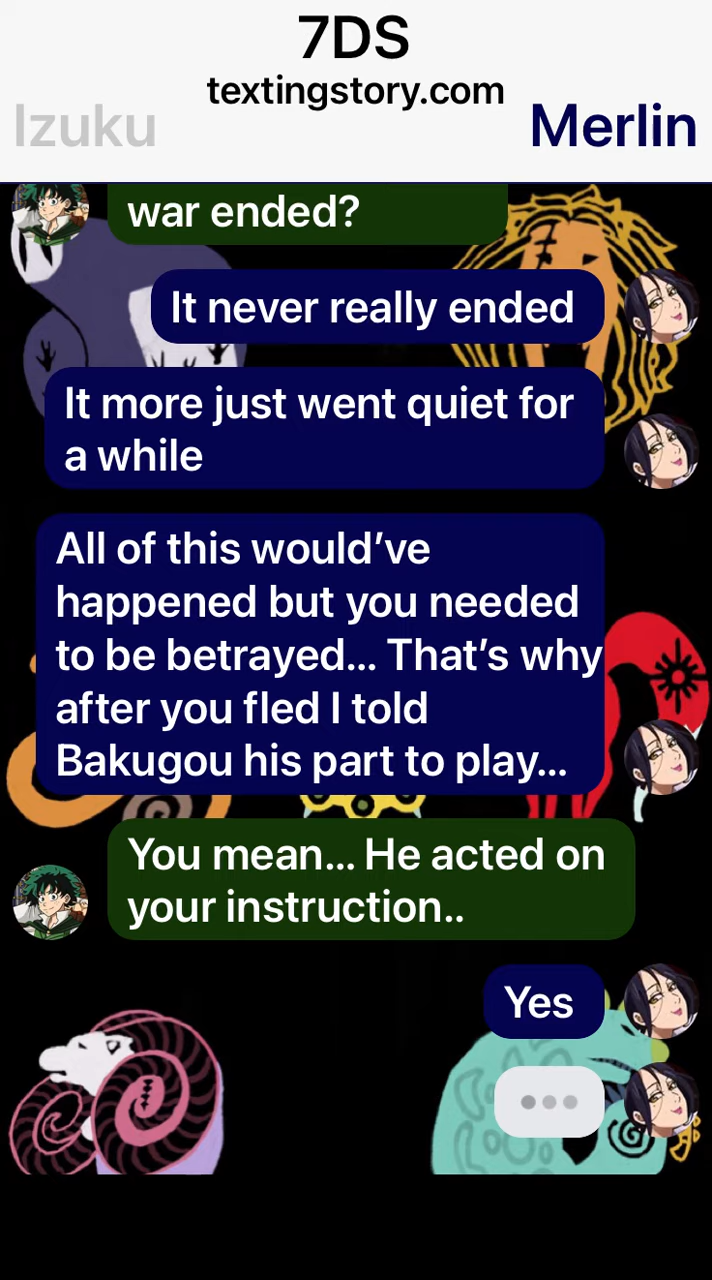 7DS
textingstory.com
Izuku
Merlin
war ended?
It never really ended
It more just went quiet for
a while
All of this would’ve
happened but you needed
to be betrayed... That’s why
after you fled I told
Bakugou his part to play...
You mean... He acted on
your instruction..
Yes